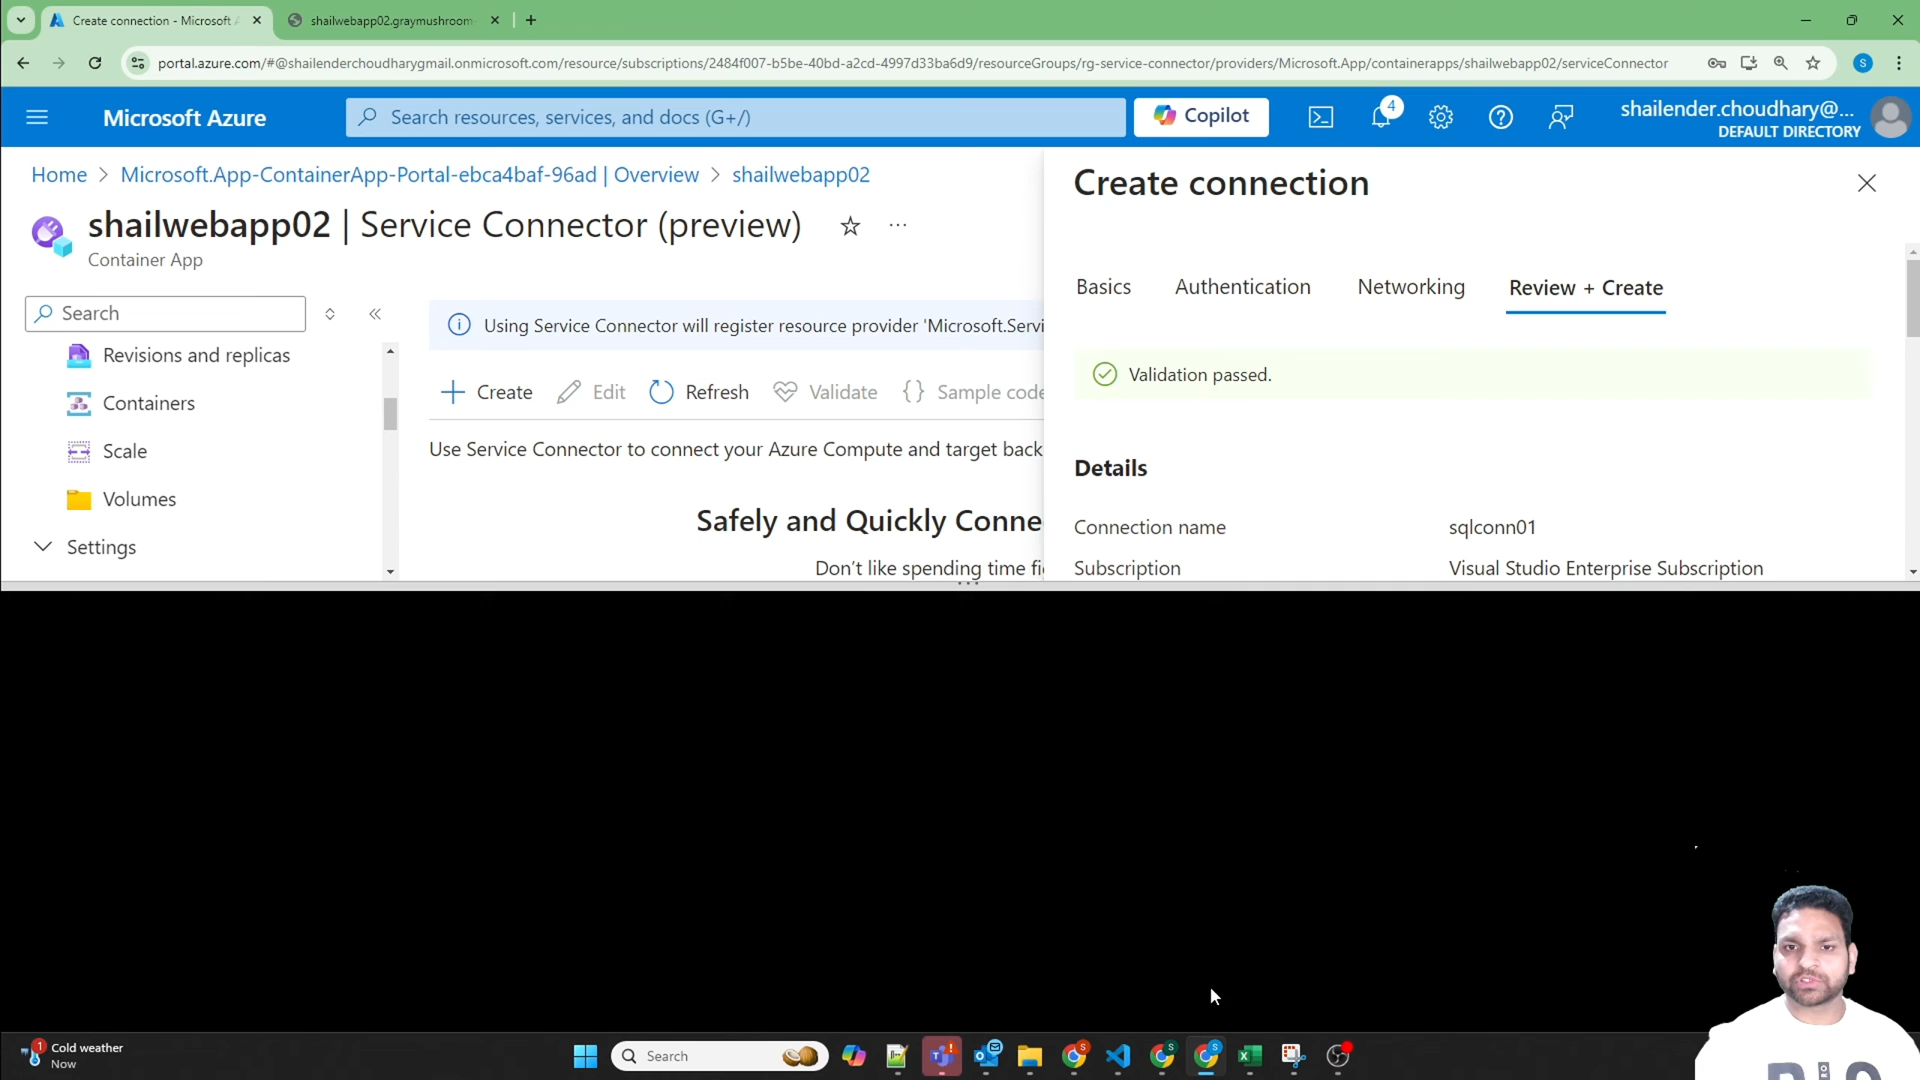 Create connection - Microsoft A
shailwebapp02.graymushroom-
portal.azure.com/#@shailenderchoudharygmail.onmicrosoft.com/resource/subscriptions/2484f007-b5be-40bd-a2cd-4997d33ba6d9/resourceGroups/rg-service-connector/providers/Microsoft.App/containerapps/shailwebapp02/serviceConnector
S
Microsoft Azure
Search resources, services, and docs (G+/)
Copilot
4
shailender.choudhary@...
DEFAULT DIRECTORY
Home > Microsoft.App-ContainerApp-Portal-ebca4baf-96ad | Overview > shailwebapp02
shailwebapp02 | Service Connector (preview)
Container App
Search
Revisions and replicas
Containers
Scale
Volumes
Settings
Using Service Connector will register resource provider 'Microsoft.Servi
Create
Edit
Refresh
Validate
Sample code
Use Service Connector to connect your Azure Compute and target back
Safely and Quickly Conne
Don't like spending time fi
Create connection
Basics
Authentication
Networking
Review + Create
Validation passed.
Details
Connection name
sqlconn01
Subscription
Visual Studio Enterprise Subscription
1
Cold weather
Now
Search